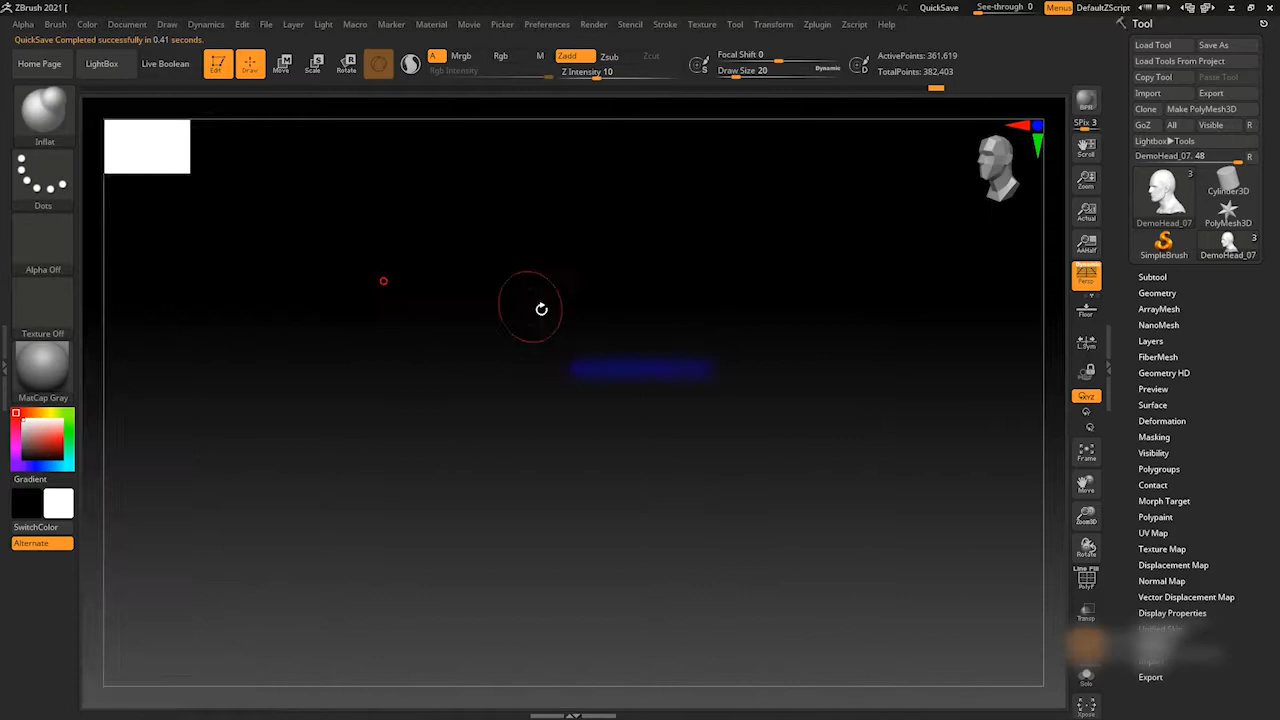 ZBrush 2021 [
AC QuickSave See-through 0 Menus DefaultZScript
Alpha Brush Color Document Draw Dynamics Edit File Layer Light Macro Marker Material Movie Picker Preferences Render Stencil Stroke Texture Tool Transform Zplugin Zscript Help
QuickSave Completed successfully in 0.41 seconds.
Home Page LightBox Live Boolean Edit Draw Move Scale Rotate
A Mrgb Rgb M Zadd Zsub Zcut
Rgb Intensity Z Intensity 10
Focal Shift 0
Draw Size 20 Dynamic
S D
ActivePoints: 361,619
TotalPoints: 382,403
Inflat
Dots
Alpha Off
Texture Off
MatCap Gray
Gradient
SwitchColor
Alternate
BPR
SPix 3
Scroll
Zoom
Actual
AAHalf
Dynamic
Persp
Floor
L.Sym
XYZ
Frame
Move
Zoom3D
Rotate
Line Fill
PolyF
Transp
Solo
Xpose
Tool
Load Tool Save As
Load Tools From Project
Copy Tool Paste Tool
Import Export
Clone Make PolyMesh3D
GoZ All Visible R
Lightbox▶Tools
DemoHead_07. 48 R
3
Cylinder3D
DemoHead_07 PolyMesh3D
3
SimpleBrush DemoHead_07
Subtool
Geometry
ArrayMesh
NanoMesh
Layers
FiberMesh
Geometry HD
Preview
Surface
Deformation
Masking
Visibility
Polygroups
Contact
Morph Target
Polypaint
UV Map
Texture Map
Displacement Map
Normal Map
Vector Displacement Map
Display Properties
Export